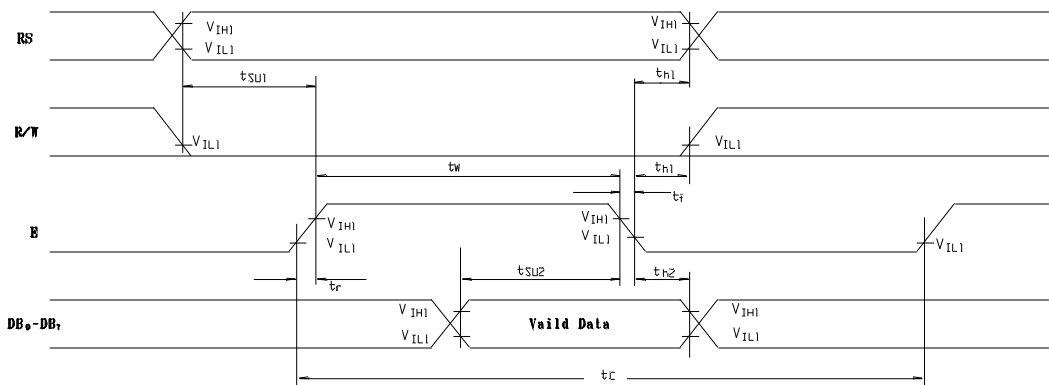 RS
VIH1
VIL1
VIH1
VIL1
tSU1
th1
R/W
VIL1
VIL1
tW
th1
tf
E
VIH1
VIL1
VIH1
VIL1
VIL1
tSU2
th2
tr
DB0-DB7
VIH1
VIL1
Vaild Data
VIH1
VIL1
tC